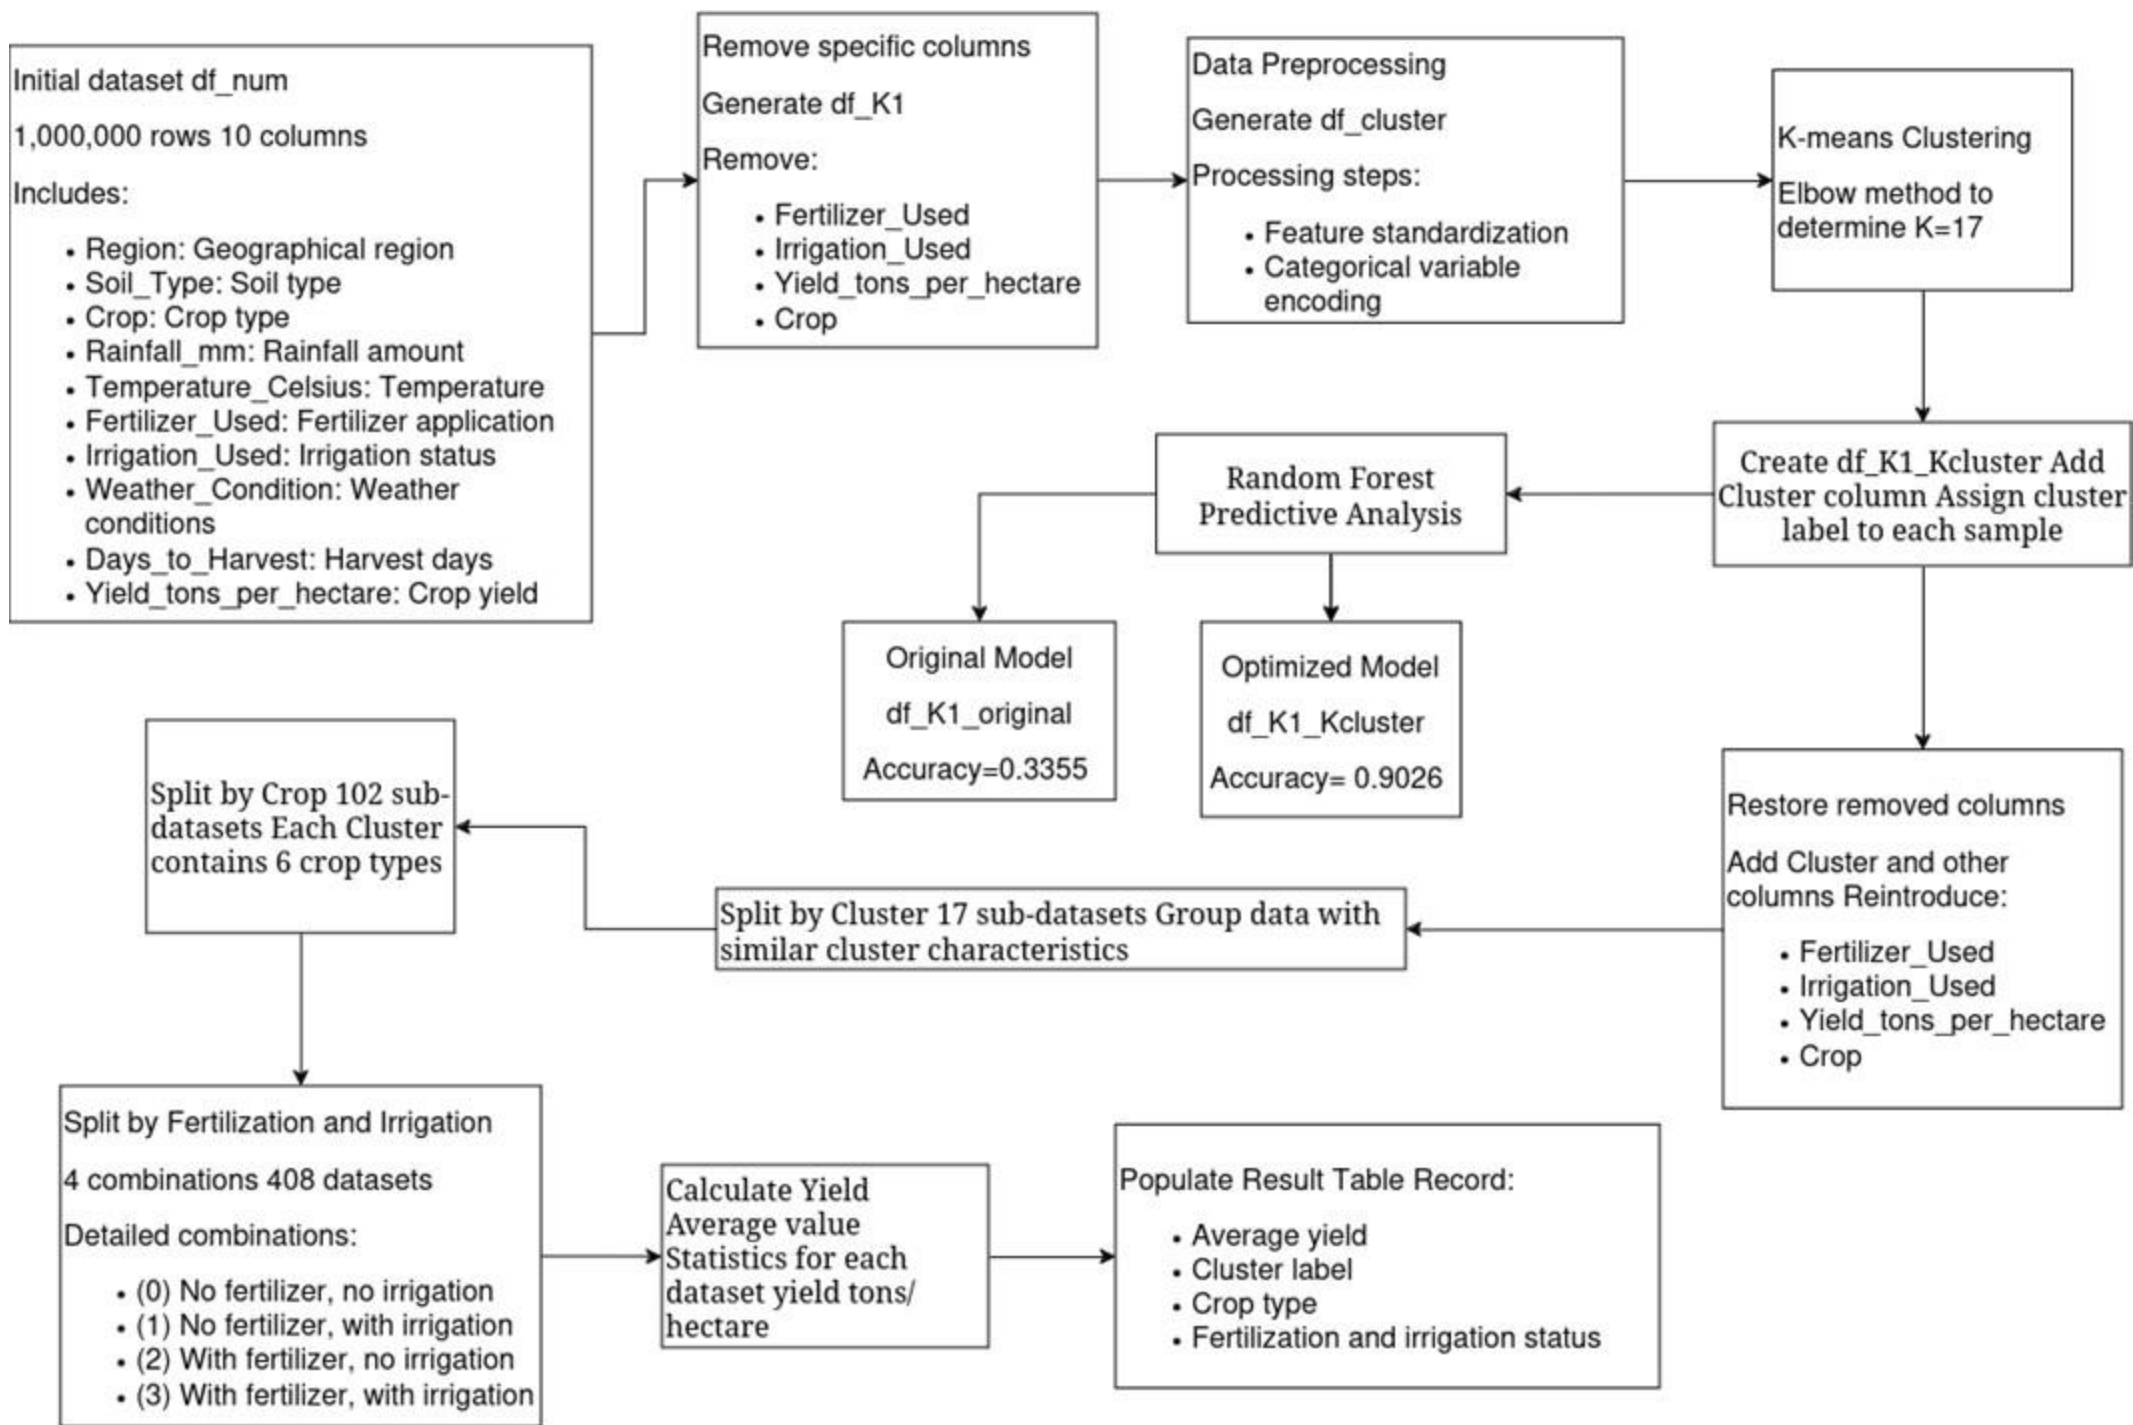 Initial dataset df_num
1,000,000 rows 10 columns
Includes:
• Region: Geographical region
• Soil_Type: Soil type
• Crop: Crop type
• Rainfall_mm: Rainfall amount
• Temperature_Celsius: Temperature
• Fertilizer_Used: Fertilizer application
• Irrigation_Used: Irrigation status
• Weather_Condition: Weather
conditions
• Days_to_Harvest: Harvest days
• Yield_tons_per_hectare: Crop yield
Remove specific columns
Generate df_K1
Remove:
• Fertilizer_Used
• Irrigation_Used
• Yield_tons_per_hectare
• Crop
Data Preprocessing
Generate df_cluster
Processing steps:
• Feature standardization
• Categorical variable
encoding
K-means Clustering
Elbow method to
determine K=17
Create df_K1_Kcluster Add
Cluster column Assign cluster
label to each sample
Random Forest
Predictive Analysis
Original Model
df_K1_original
Accuracy=0.3355
Optimized Model
df_K1_Kcluster
Accuracy= 0.9026
Restore removed columns
Add Cluster and other
columns Reintroduce:
• Fertilizer_Used
• Irrigation_Used
• Yield_tons_per_hectare
• Crop
Split by Cluster 17 sub-datasets Group data with
similar cluster characteristics
Split by Crop 102 sub-
datasets Each Cluster
contains 6 crop types
Split by Fertilization and Irrigation
4 combinations 408 datasets
Detailed combinations:
• (0) No fertilizer, no irrigation
• (1) No fertilizer, with irrigation
• (2) With fertilizer, no irrigation
• (3) With fertilizer, with irrigation
Calculate Yield
Average value
Statistics for each
dataset yield tons/
hectare
Populate Result Table Record:
• Average yield
• Cluster label
• Crop type
• Fertilization and irrigation status